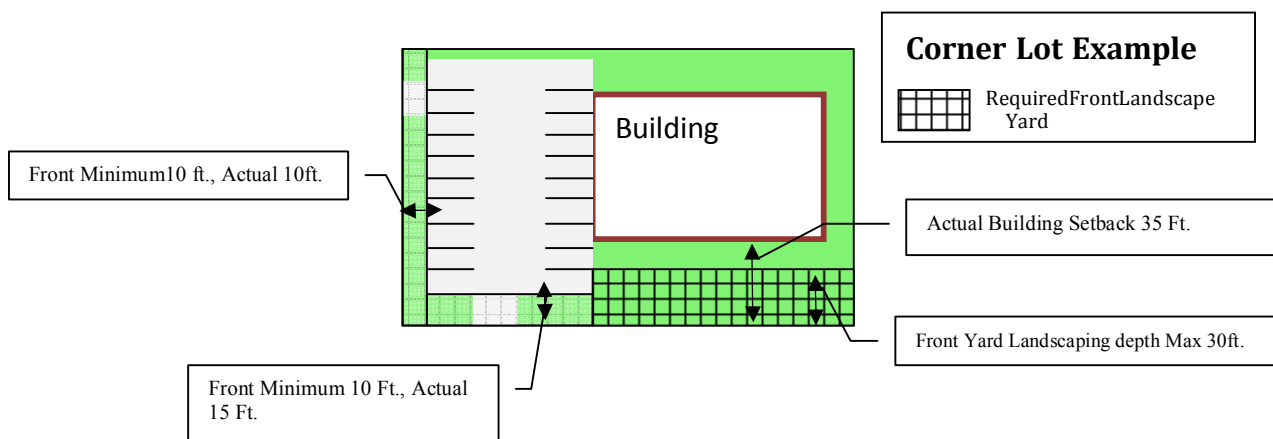 Corner Lot Example
RequiredFrontLandscape
Yard
Building
Front Minimum10 ft., Actual 10ft.
Actual Building Setback 35 Ft.
Front Yard Landscaping depth Max 30ft.
Front Minimum 10 Ft., Actual
15 Ft.